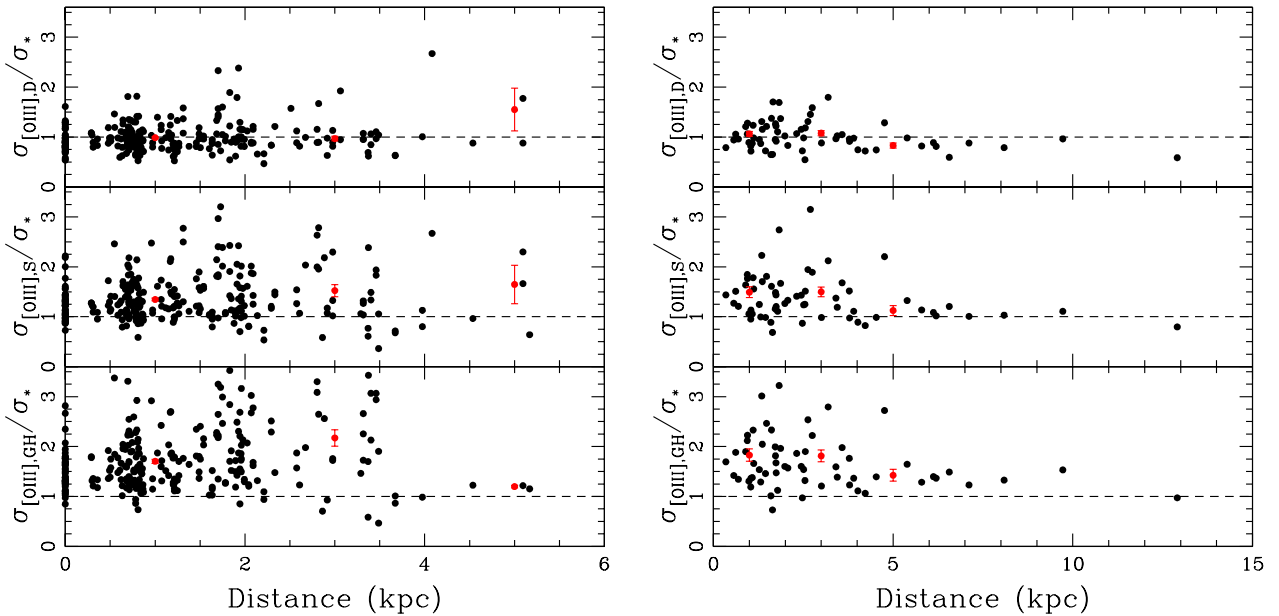 σ[OIII],D/σ*
3
2
1
0
σ[OIII],S/σ*
3
2
1
0
σ[OIII],GH/σ*
3
2
1
0
0 2 4 6
Distance (kpc)
σ[OIII],D/σ*
3
2
1
0
σ[OIII],S/σ*
3
2
1
0
σ[OIII],GH/σ*
3
2
1
0
0 5 10 15
Distance (kpc)